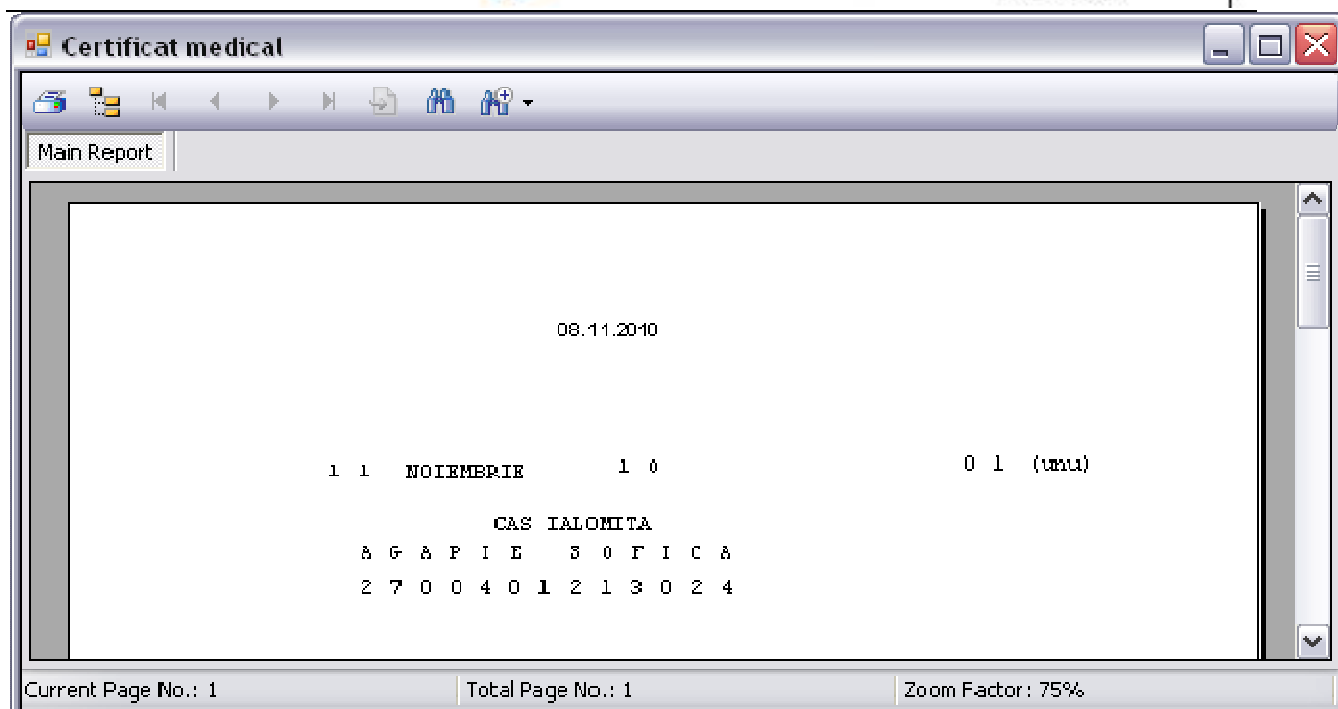 Certificat medical
Main Report
08.11.2010
1 1 NOIEMBRIE 1 0 0 1 (unu)
CAS IALOMITA
A G A P I E S O F I C A
2 7 0 0 4 0 1 2 1 3 0 2 4
Current Page No.: 1 Total Page No.: 1 Zoom Factor: 75%